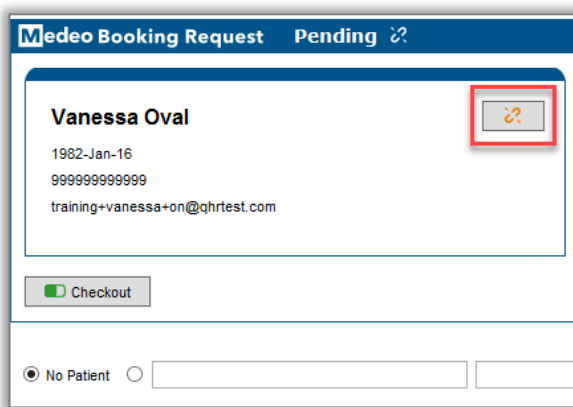 Medeo Booking Request Pending
Vanessa Oval
1982-Jan-16
999999999999
training+vanessa+on@qhrtest.com
Checkout
No Patient